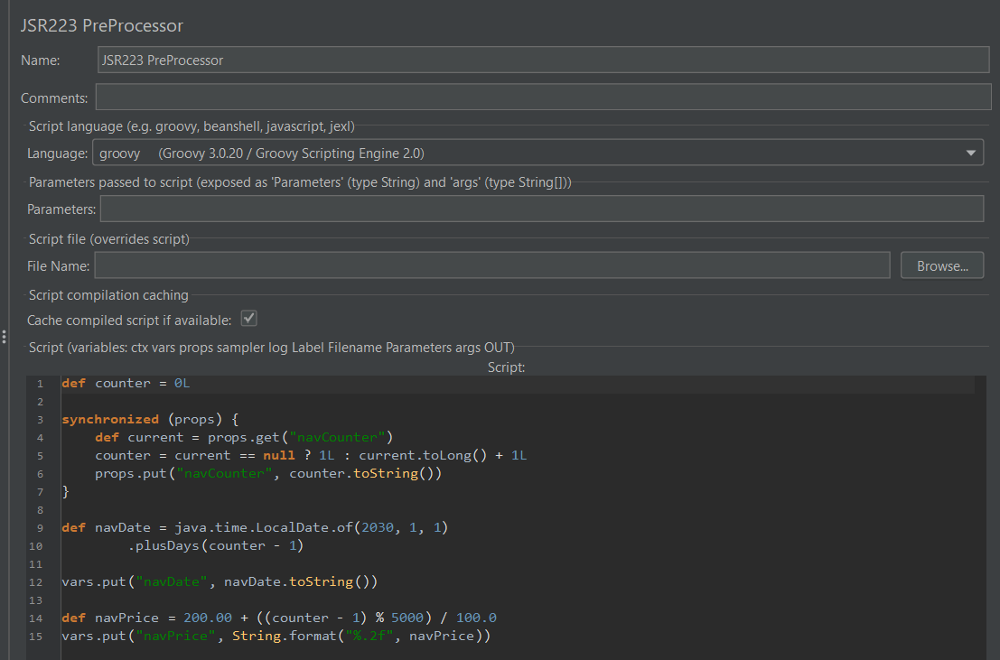 JSR223 PreProcessor
Name: JSR223 PreProcessor
Comments:
Script language (e.g. groovy, beanshell, javascript, jexl)
Language: groovy (Groovy 3.0.20 / Groovy Scripting Engine 2.0)
Parameters passed to script (exposed as 'Parameters' (type String) and 'args' (type String[]))
Parameters:
Script file (overrides script)
File Name: Browse...
Script compilation caching
Cache compiled script if available:
Script (variables: ctx vars props sampler log Label Filename Parameters args OUT)
Script:
1 def counter = 0L
2
3 synchronized (props) {
4     def current = props.get("navCounter")
5     counter = current == null ? 1L : current.toLong() + 1L
6     props.put("navCounter", counter.toString())
7 }
8
9 def navDate = java.time.LocalDate.of(2030, 1, 1)
10         .plusDays(counter - 1)
11
12 vars.put("navDate", navDate.toString())
13
14 def navPrice = 200.00 + ((counter - 1) % 5000) / 100.0
15 vars.put("navPrice", String.format("%.2f", navPrice))